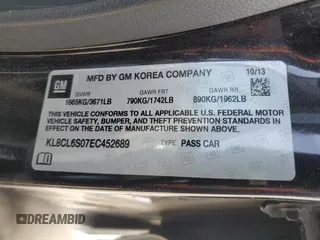 GM
MFD BY GM KOREA COMPANY
10/13
GVWR GAWR FRT GAWR RR
1665KG/3671LB 790KG/1742LB 890KG/1962LB
THIS VEHICLE CONFORMS TO ALL APPLICABLE U.S. FEDERAL MOTOR
VEHICLE SAFETY, BUMPER, AND THEFT PREVENTION STANDARDS IN
EFFECT ON THE DATE OF MANUFACTURE SHOWN ABOVE.
KL8CL6S07EC452689 TYPE: PASS CAR
DREAMBID